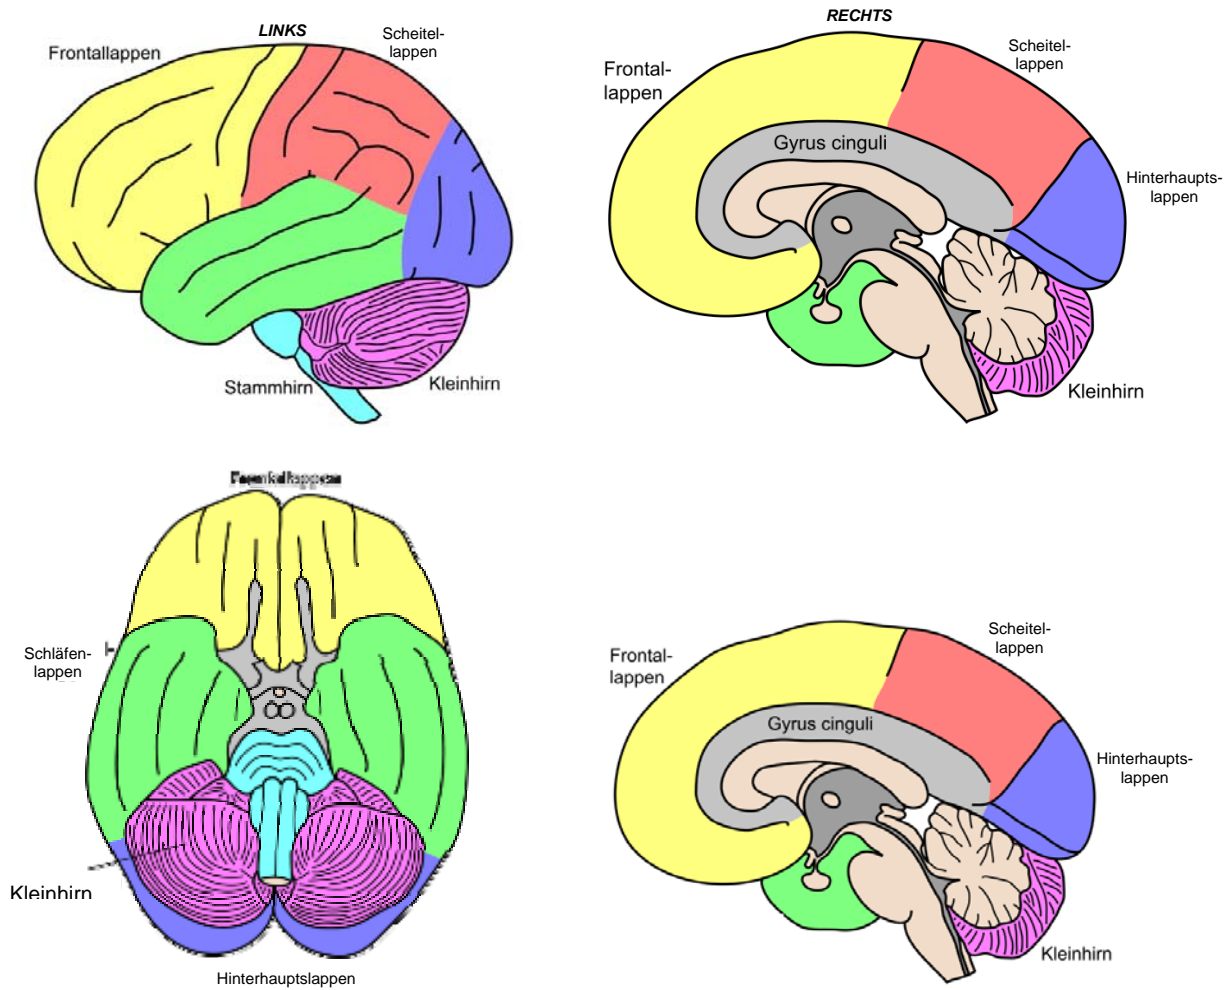 LINKS
Frontallappen
Scheitel-
lappen
Stammhirn
Kleinhirn
RECHTS
Frontal-
lappen
Scheitel-
lappen
Gyrus cinguli
Hinterhaupts-
lappen
Kleinhirn
Schläfen-
lappen
Kleinhirn
Hinterhauptslappen
Frontal-
lappen
Scheitel-
lappen
Gyrus cinguli
Hinterhaupts-
lappen
Kleinhirn